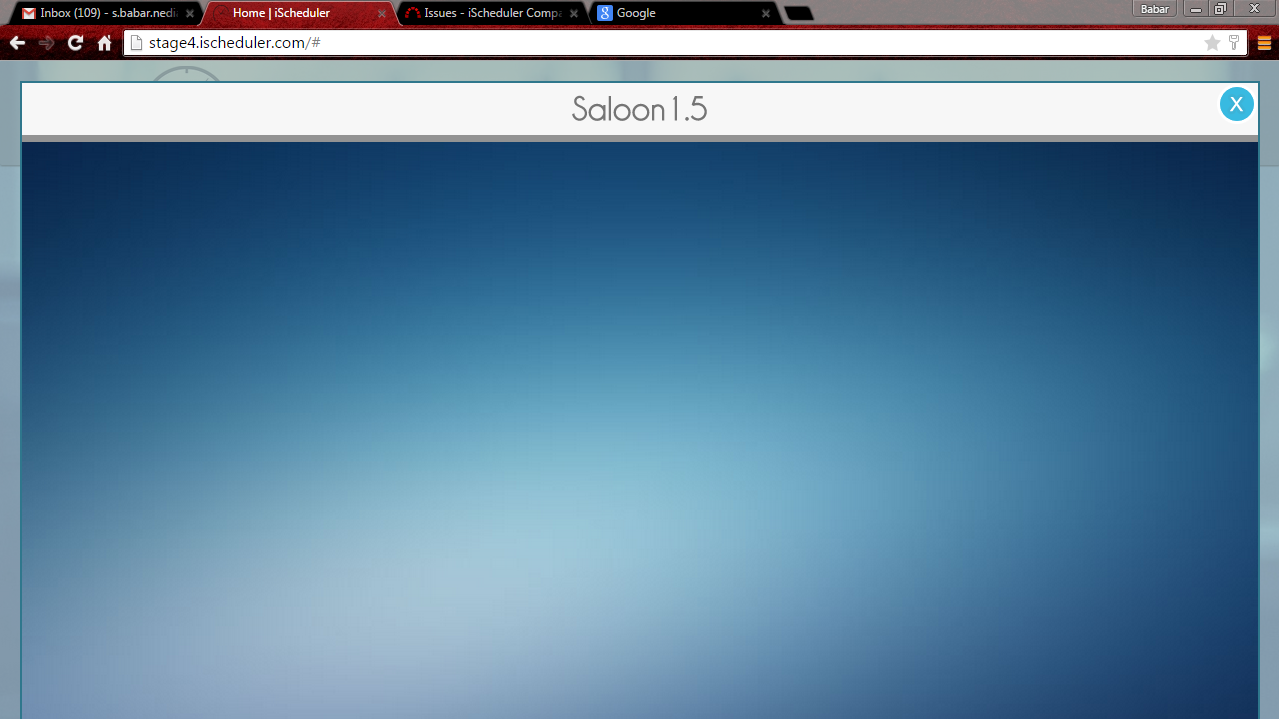 Inbox (109) - s.babar.nedi
Home | iScheduler
Issues - iScheduler Compa
Google
Babar
stage4.ischeduler.com/#
Saloon1.5
X